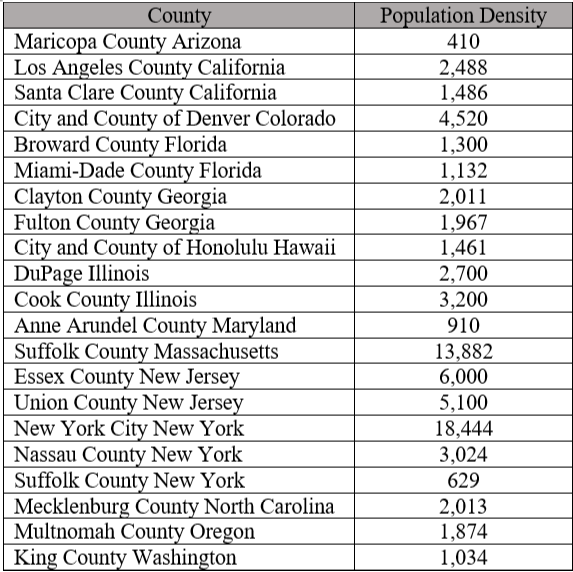 County Population Density
Maricopa County Arizona 410
Los Angeles County California 2,488
Santa Clare County California 1,486
City and County of Denver Colorado 4,520
Broward County Florida 1,300
Miami-Dade County Florida 1,132
Clayton County Georgia 2,011
Fulton County Georgia 1,967
City and County of Honolulu Hawaii 1,461
DuPage Illinois 2,700
Cook County Illinois 3,200
Anne Arundel County Maryland 910
Suffolk County Massachusetts 13,882
Essex County New Jersey 6,000
Union County New Jersey 5,100
New York City New York 18,444
Nassau County New York 3,024
Suffolk County New York 629
Mecklenburg County North Carolina 2,013
Multnomah County Oregon 1,874
King County Washington 1,034